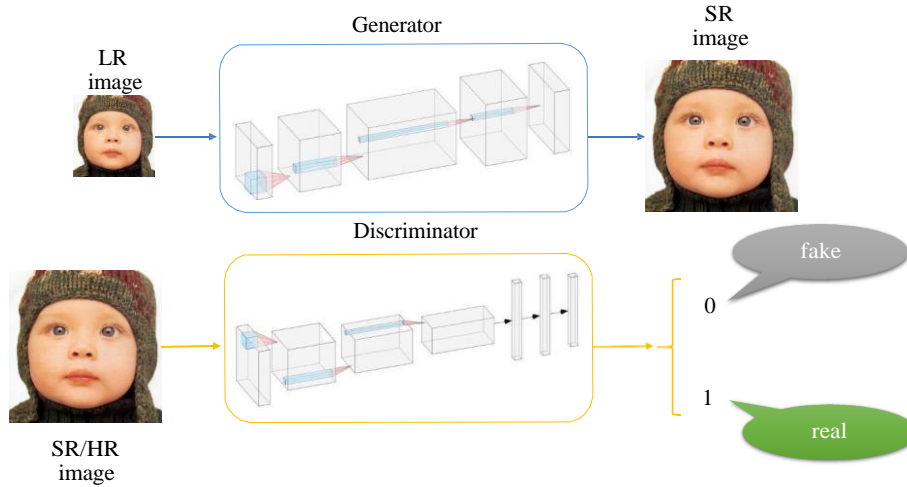 Generator
SR
image
LR
image
Discriminator
fake
0
1
real
SR/HR
image